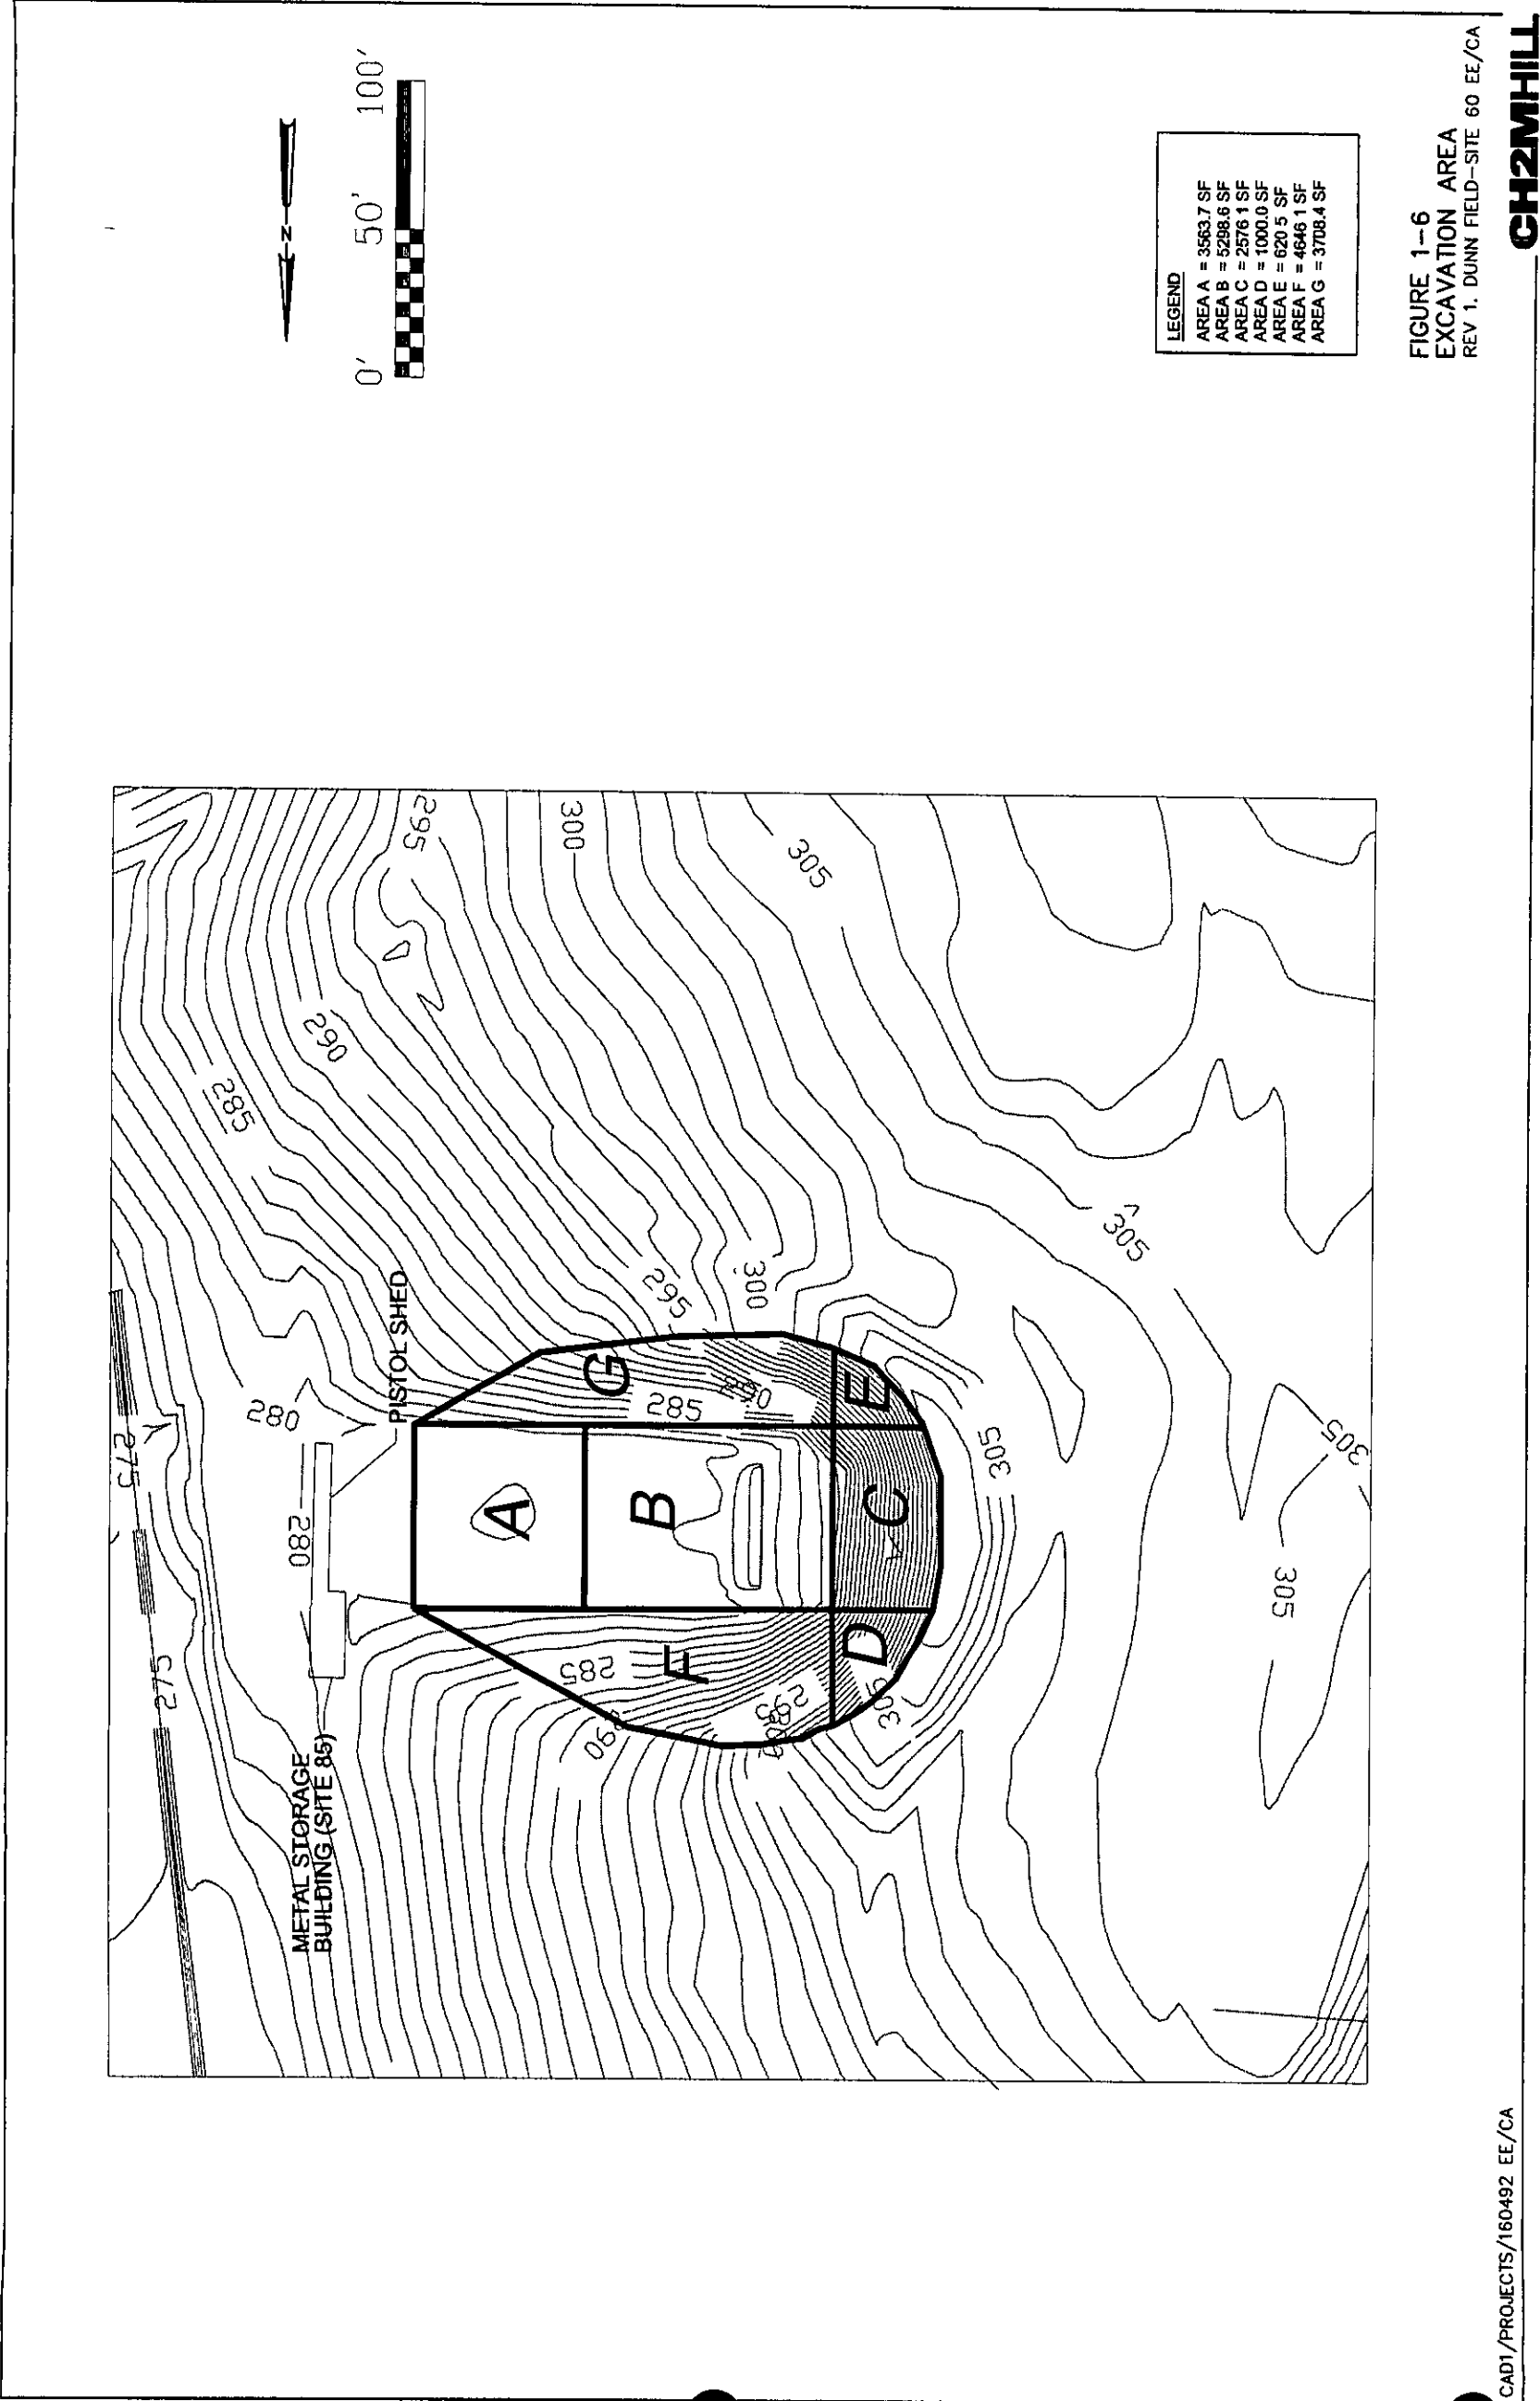 0' 50' 100'
N
PISTOL SHED
METAL STORAGE
BUILDING (SITE 85)
275
275
280
280
285
290
295
300
305
295
300
285
285
290
295
305
305
305
305
305
A
B
C
D
E
F
G
LEGEND
AREA A = 3563.7 SF
AREA B = 5298.6 SF
AREA C = 2576 1 SF
AREA D = 1000.0 SF
AREA E = 620 5 SF
AREA F = 4646 1 SF
AREA G = 3708.4 SF
FIGURE 1-6
EXCAVATION AREA
REV 1. DUNN FIELD-SITE 60 EE/CA
CH2MHILL
CAD1/PROJECTS/160492 EE/CA